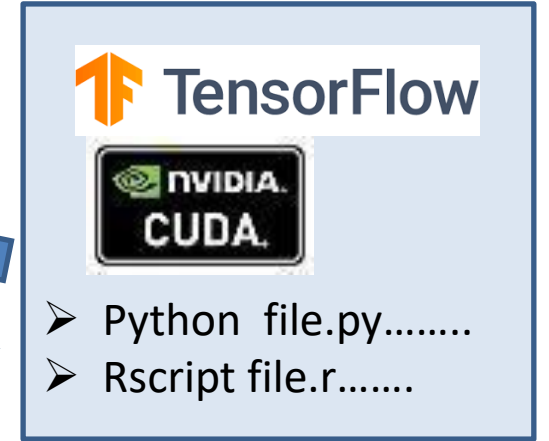 TensorFlow
NVIDIA.
CUDA.
➢ Python file.py........
➢ Rscript file.r.......